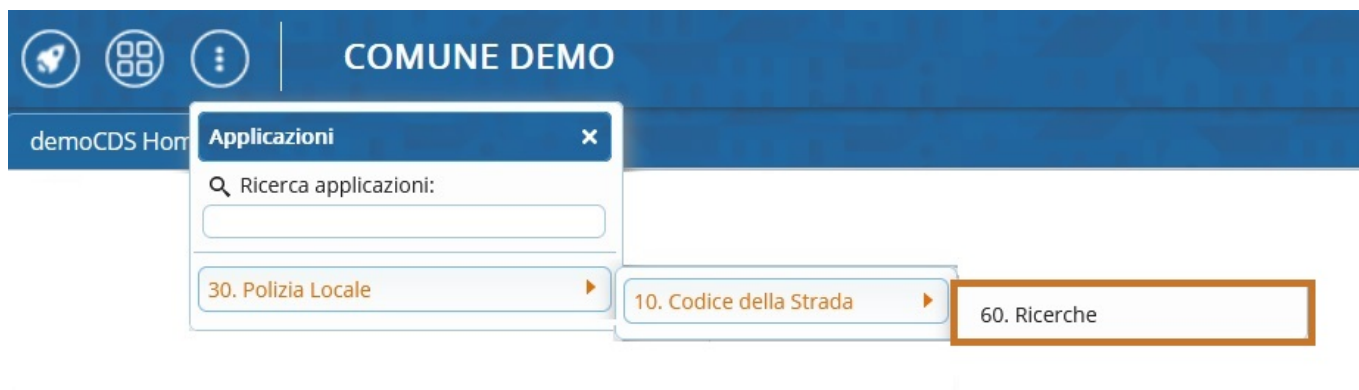 COMUNE DEMO
demoCDS Hom
Applicazioni
Ricerca applicazioni:
30. Polizia Locale
10. Codice della Strada
60. Ricerche